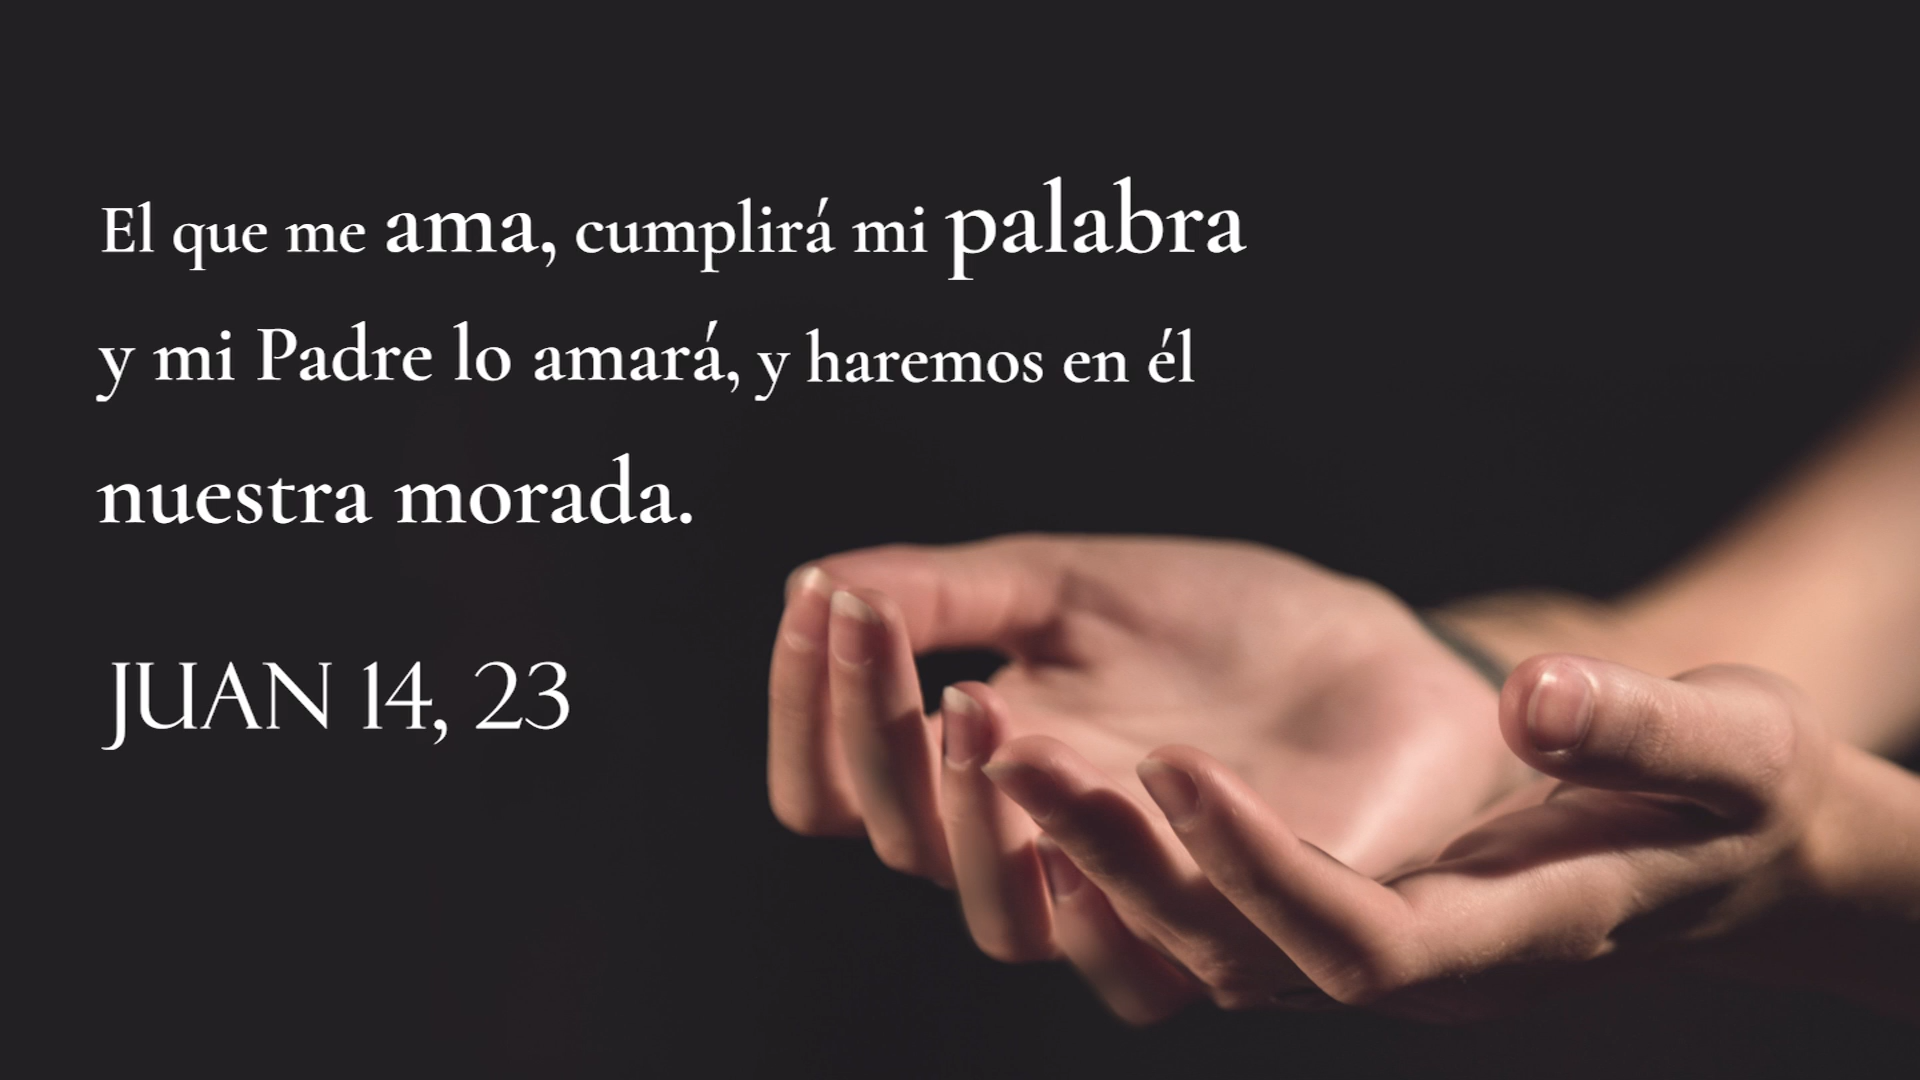 El que me ama, cumplirá mi palabra
y mi Padre lo amará, y haremos en él
nuestra morada.
JUAN 14, 23